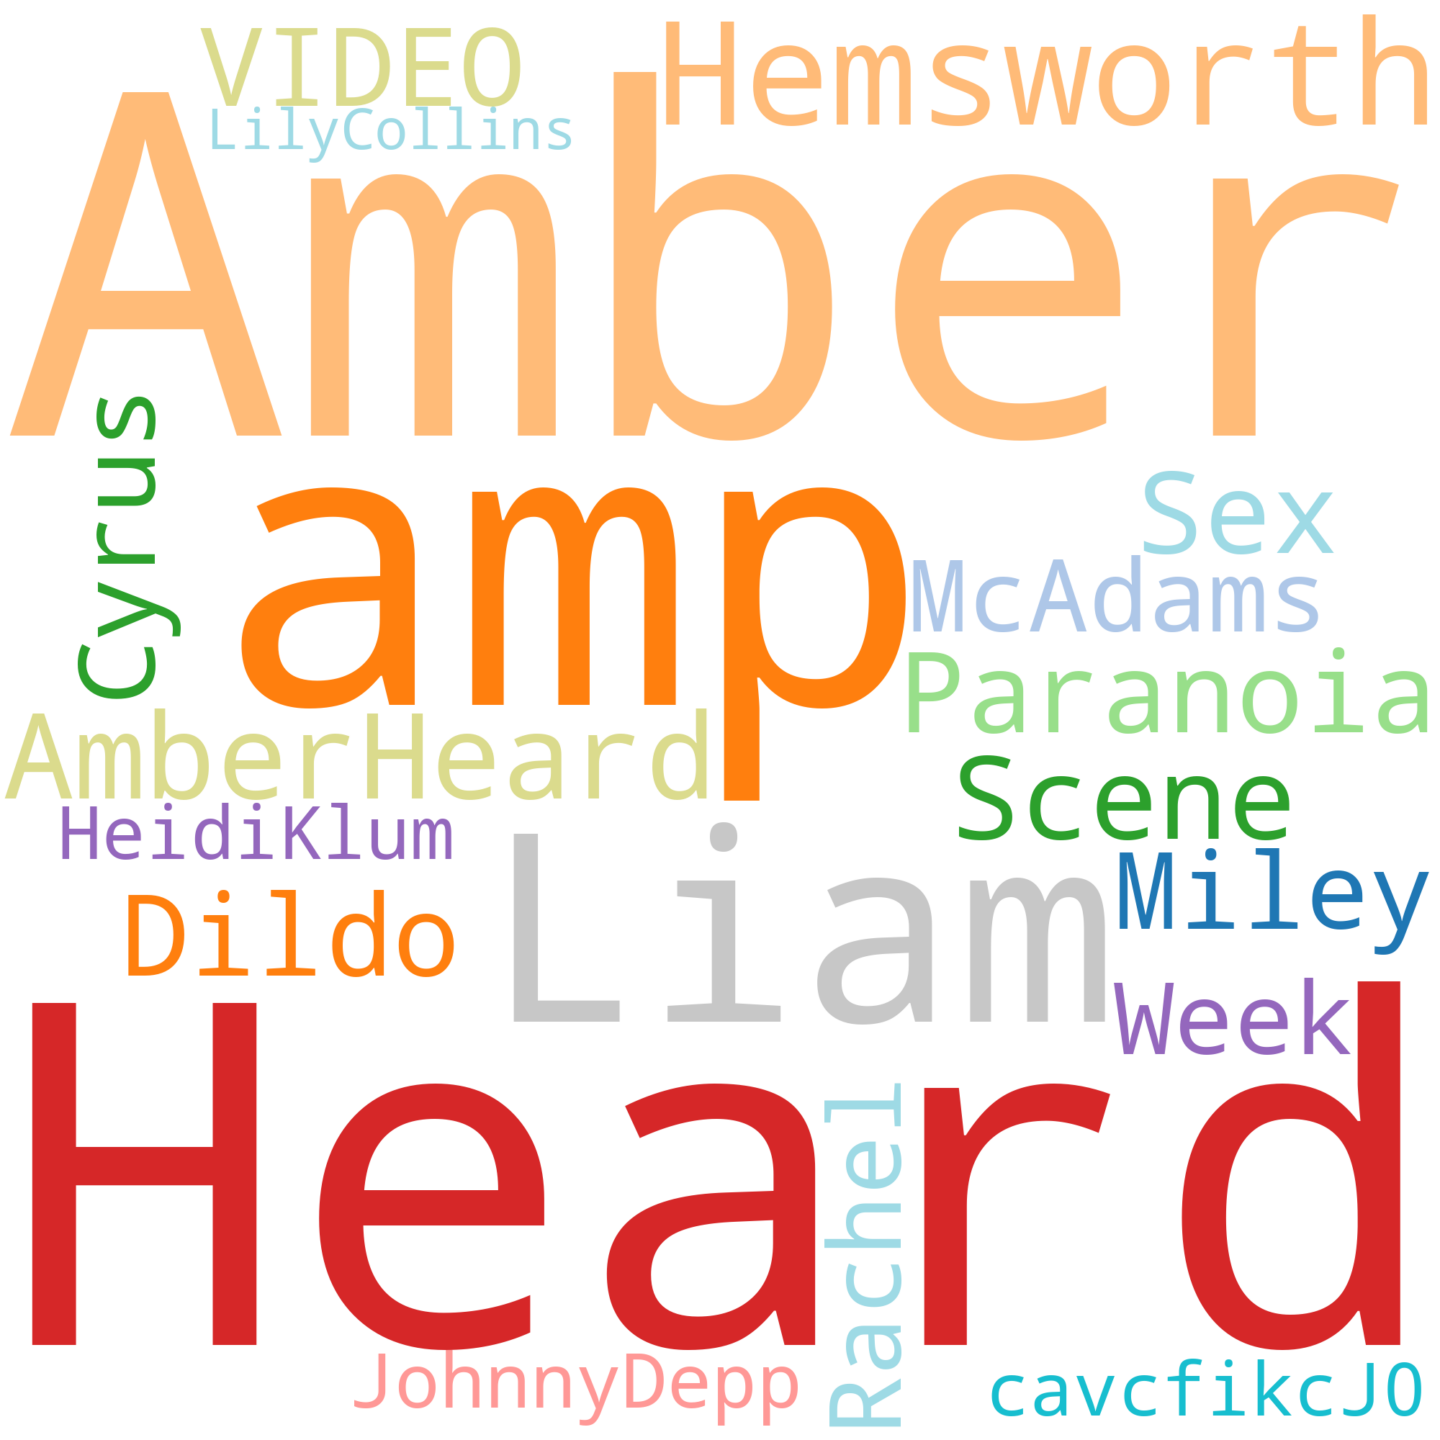 VIDEO
Hemsworth
LilyCollins
Amber
Cyrus
amp
Sex
McAdams
Paranoia
AmberHeard
Scene
HeidiKlum
Liam
Miley
Dildo
Week
Heard
Rachel
JohnnyDepp
cavcfikcJO